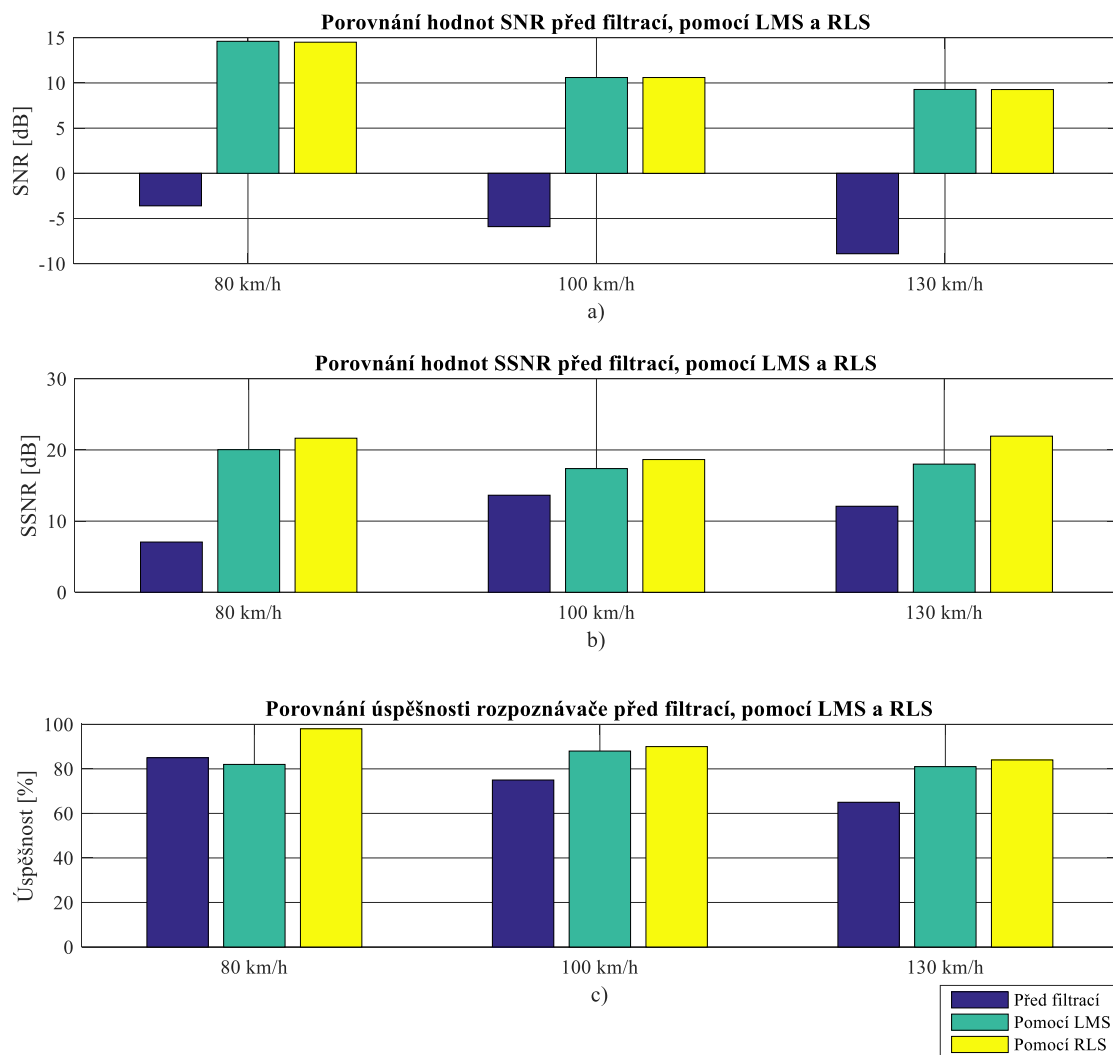 Porovnání hodnot SNR před filtrací, pomocí LMS a RLS
15
10
5
0
-5
-10
SNR [dB]
80 km/h
100 km/h
130 km/h
a)
Porovnání hodnot SSNR před filtrací, pomocí LMS a RLS
30
20
10
0
SSNR [dB]
80 km/h
100 km/h
130 km/h
b)
Porovnání úspěšnosti rozpoznávače před filtrací, pomocí LMS a RLS
100
80
60
40
20
0
Úspěšnost [%]
80 km/h
100 km/h
130 km/h
c)
Před filtrací
Pomocí LMS
Pomocí RLS